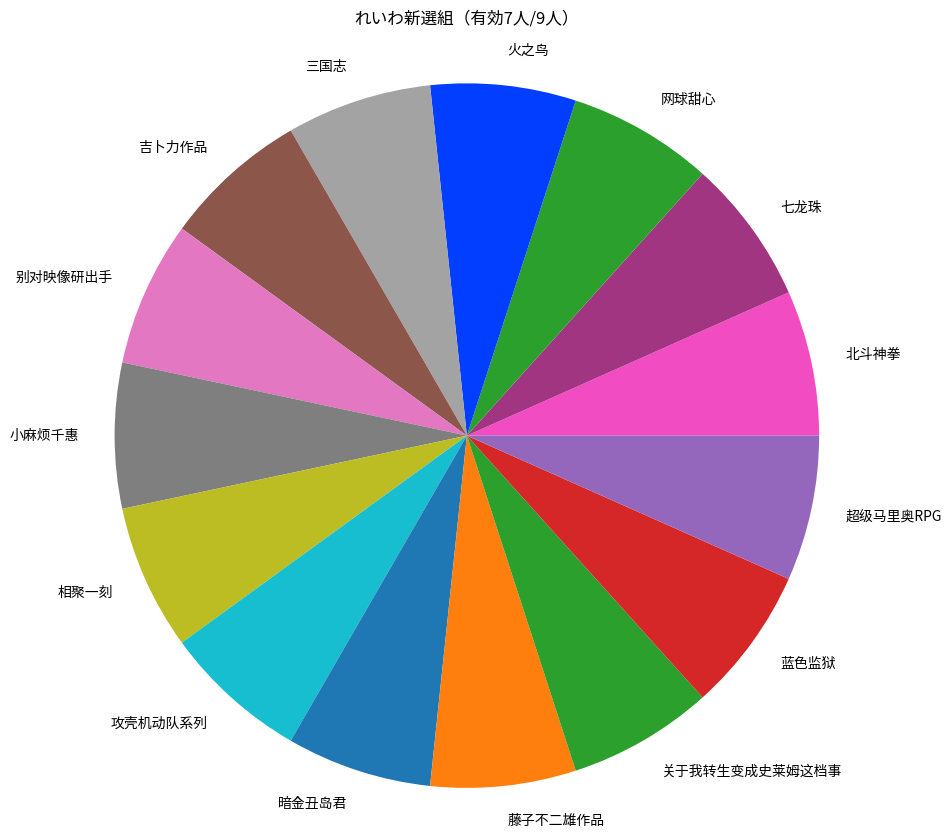 れいわ新選組（有効7人/9人）
火之鸟
三国志
网球甜心
吉卜力作品
七龙珠
别对映像研出手
北斗神拳
小麻烦千惠
超级马里奥RPG
相聚一刻
蓝色监狱
攻壳机动队系列
关于我转生变成史莱姆这档事
暗金丑岛君
藤子不二雄作品